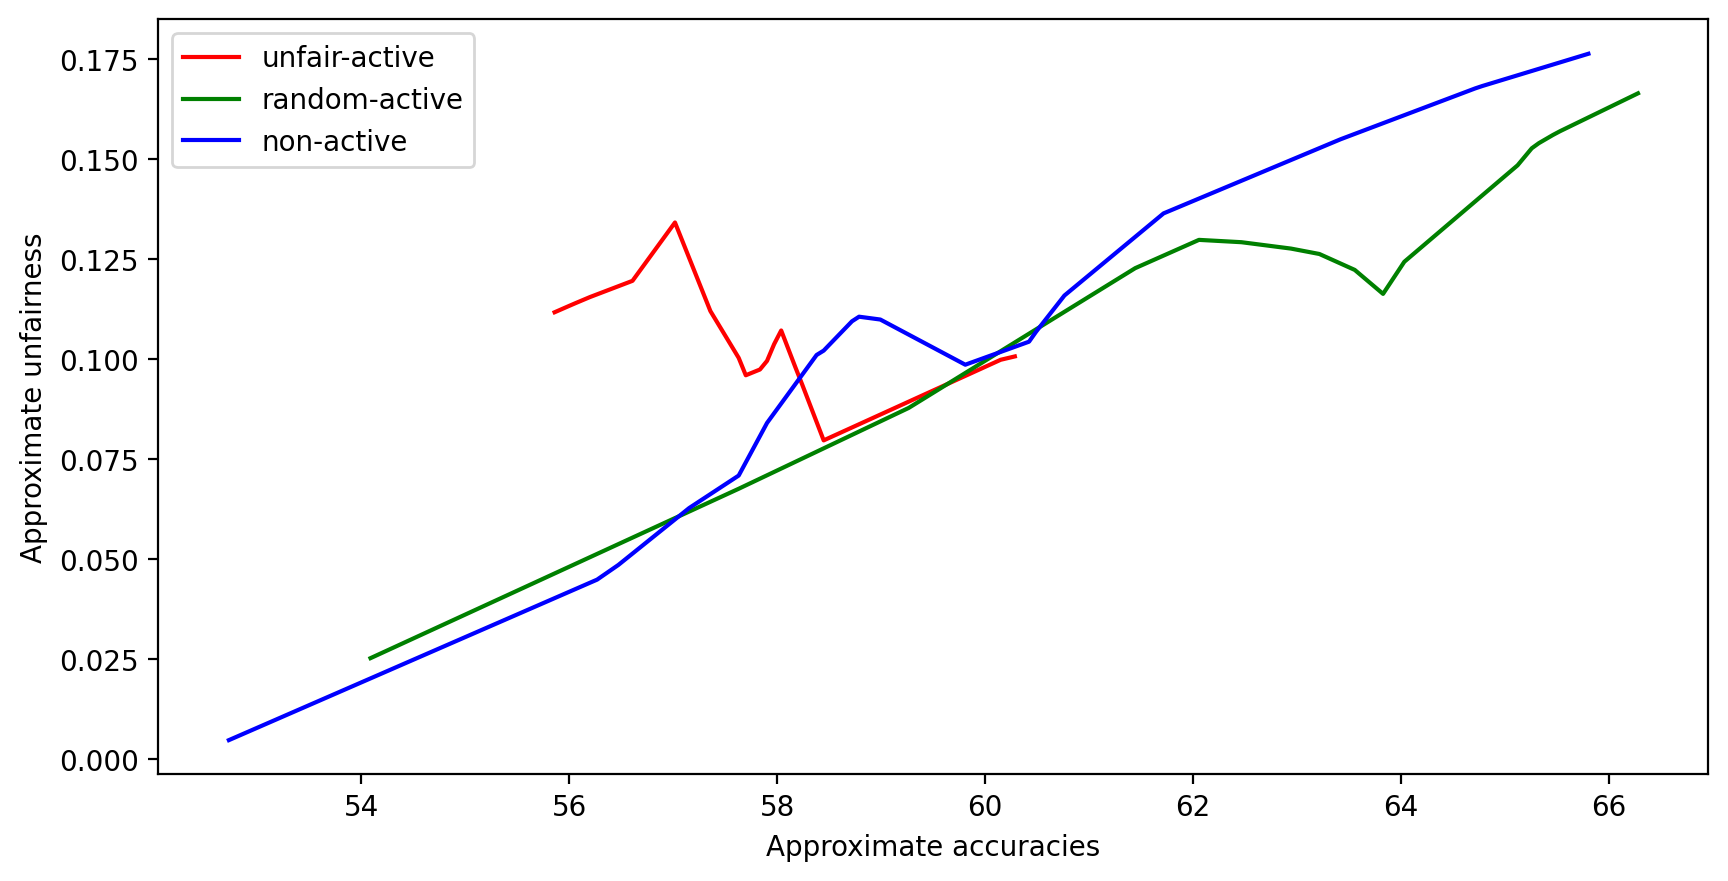 unfair-active
random-active
non-active
Approximate unfairness
0.175
0.150
0.125
0.100
0.075
0.050
0.025
0.000
54 56 58 60 62 64 66
Approximate accuracies